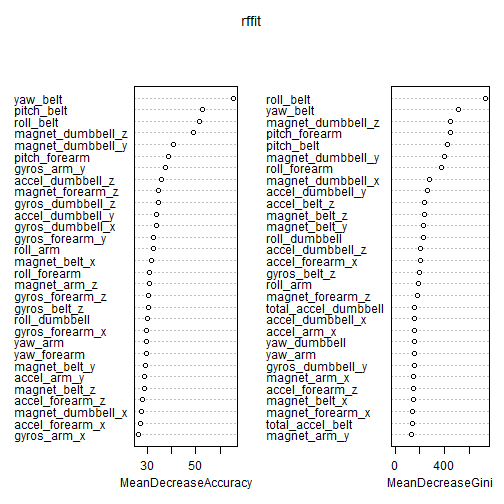 rffit
yaw_belt
pitch_belt
roll_belt
magnet_dumbbell_z
magnet_dumbbell_y
pitch_forearm
gyros_arm_y
accel_dumbbell_z
magnet_forearm_z
gyros_dumbbell_z
accel_dumbbell_y
gyros_dumbbell_x
gyros_forearm_y
roll_arm
magnet_belt_x
roll_forearm
magnet_arm_z
gyros_forearm_z
gyros_belt_z
roll_dumbbell
gyros_forearm_x
yaw_arm
yaw_forearm
magnet_belt_y
accel_arm_y
magnet_belt_z
accel_forearm_z
magnet_dumbbell_x
accel_forearm_x
gyros_arm_x
30 50
MeanDecreaseAccuracy
roll_belt
yaw_belt
magnet_dumbbell_z
pitch_forearm
pitch_belt
magnet_dumbbell_y
roll_forearm
magnet_dumbbell_x
accel_dumbbell_y
accel_belt_z
magnet_belt_z
magnet_belt_y
roll_dumbbell
accel_dumbbell_z
accel_forearm_x
gyros_belt_z
roll_arm
magnet_forearm_z
total_accel_dumbbell
accel_dumbbell_x
accel_arm_x
yaw_dumbbell
yaw_arm
gyros_dumbbell_y
magnet_arm_x
accel_forearm_z
magnet_belt_x
magnet_forearm_x
total_accel_belt
magnet_arm_y
0 400
MeanDecreaseGini